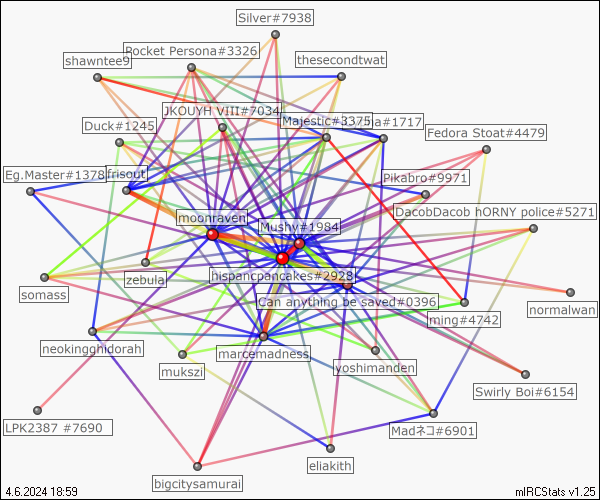 Silver#7938
Pocket Persona#3326
shawntee9
thesecondtwat
JKOUYH VIII#7034
Majestic#3375
a#1717
Duck#1245
Fedora Stoat#4479
Eg.Master#1378
frisout
Pikabro#9971
moonraven
Mushy#1984
DacobDacob hORNY police#5271
zebula
hispancpancakes#2928
somass
Can anything be saved#0396
normalwan
ming#4742
neokingghidorah
marcemadness
mukszi
yoshimanden
Swirly Boi#6154
LPK2387 #7690
Madネコ#6901
eliakith
bigcitysamurai
4.6.2024 18:59
mIRCStats v1.25